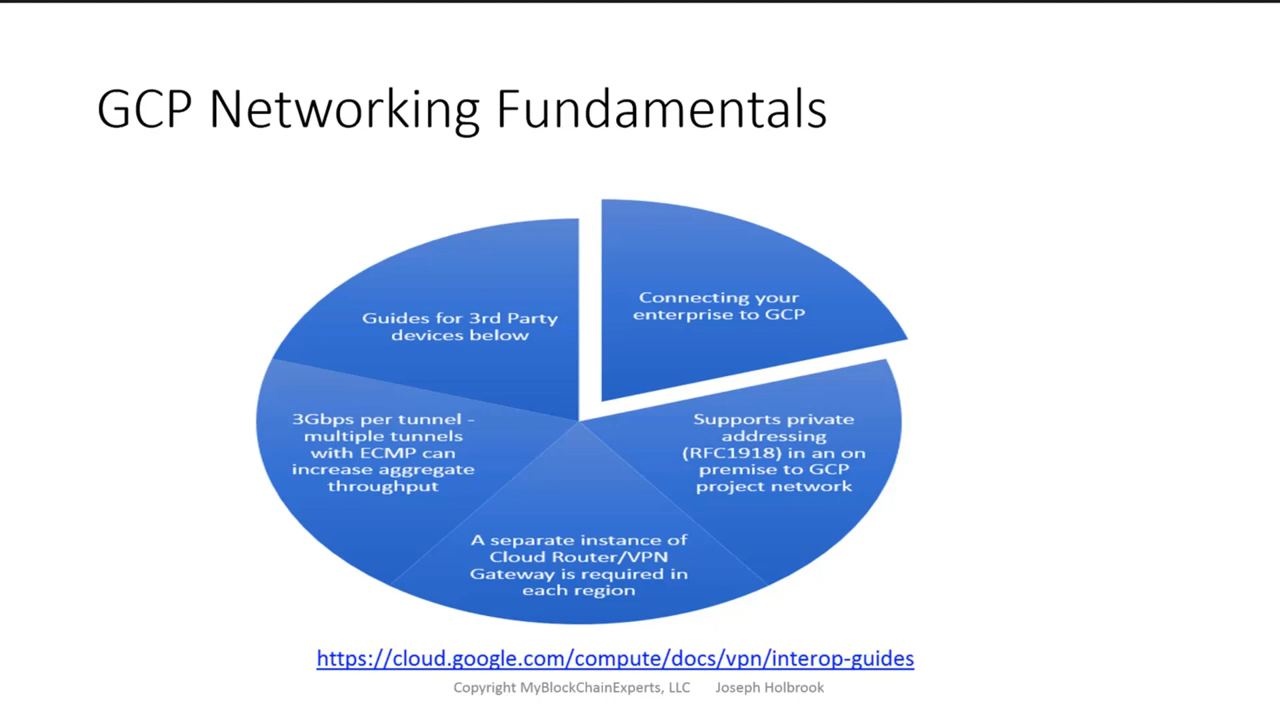 GCP Networking Fundamentals
Connecting your
enterprise to GCP
Supports private
addressing
(RFC1918) in an on
premise to GCP
project network
A separate instance of
Cloud Router/VPN
Gateway is required in
each region
3Gbps per tunnel -
multiple tunnels
with ECMP can
increase aggregate
throughput
Guides for 3rd Party
devices below
https://cloud.google.com/compute/docs/vpn/interop-guides
Copyright MyBlockChainExperts, LLC Joseph Holbrook